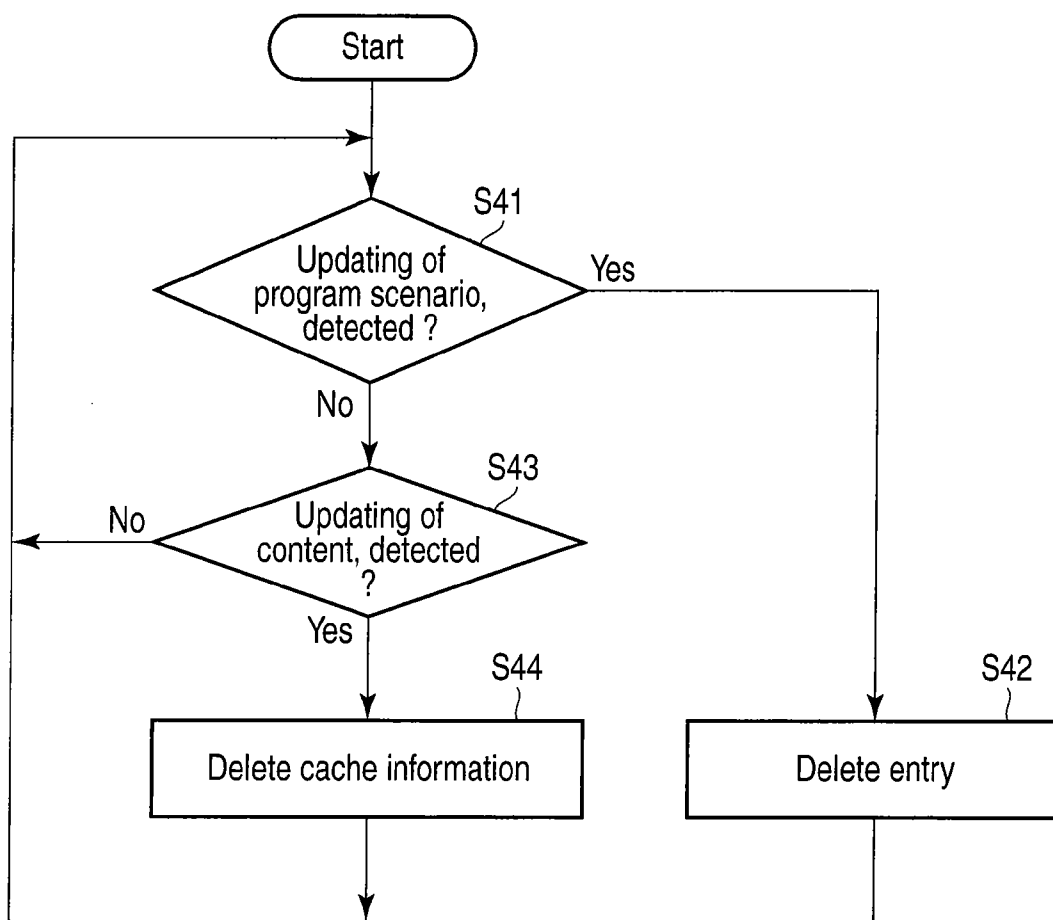 Start
S41
Updating of
program scenario,
detected ?
Yes
No
S43
Updating of
content, detected
?
No
Yes
S44
S42
Delete cache information
Delete entry